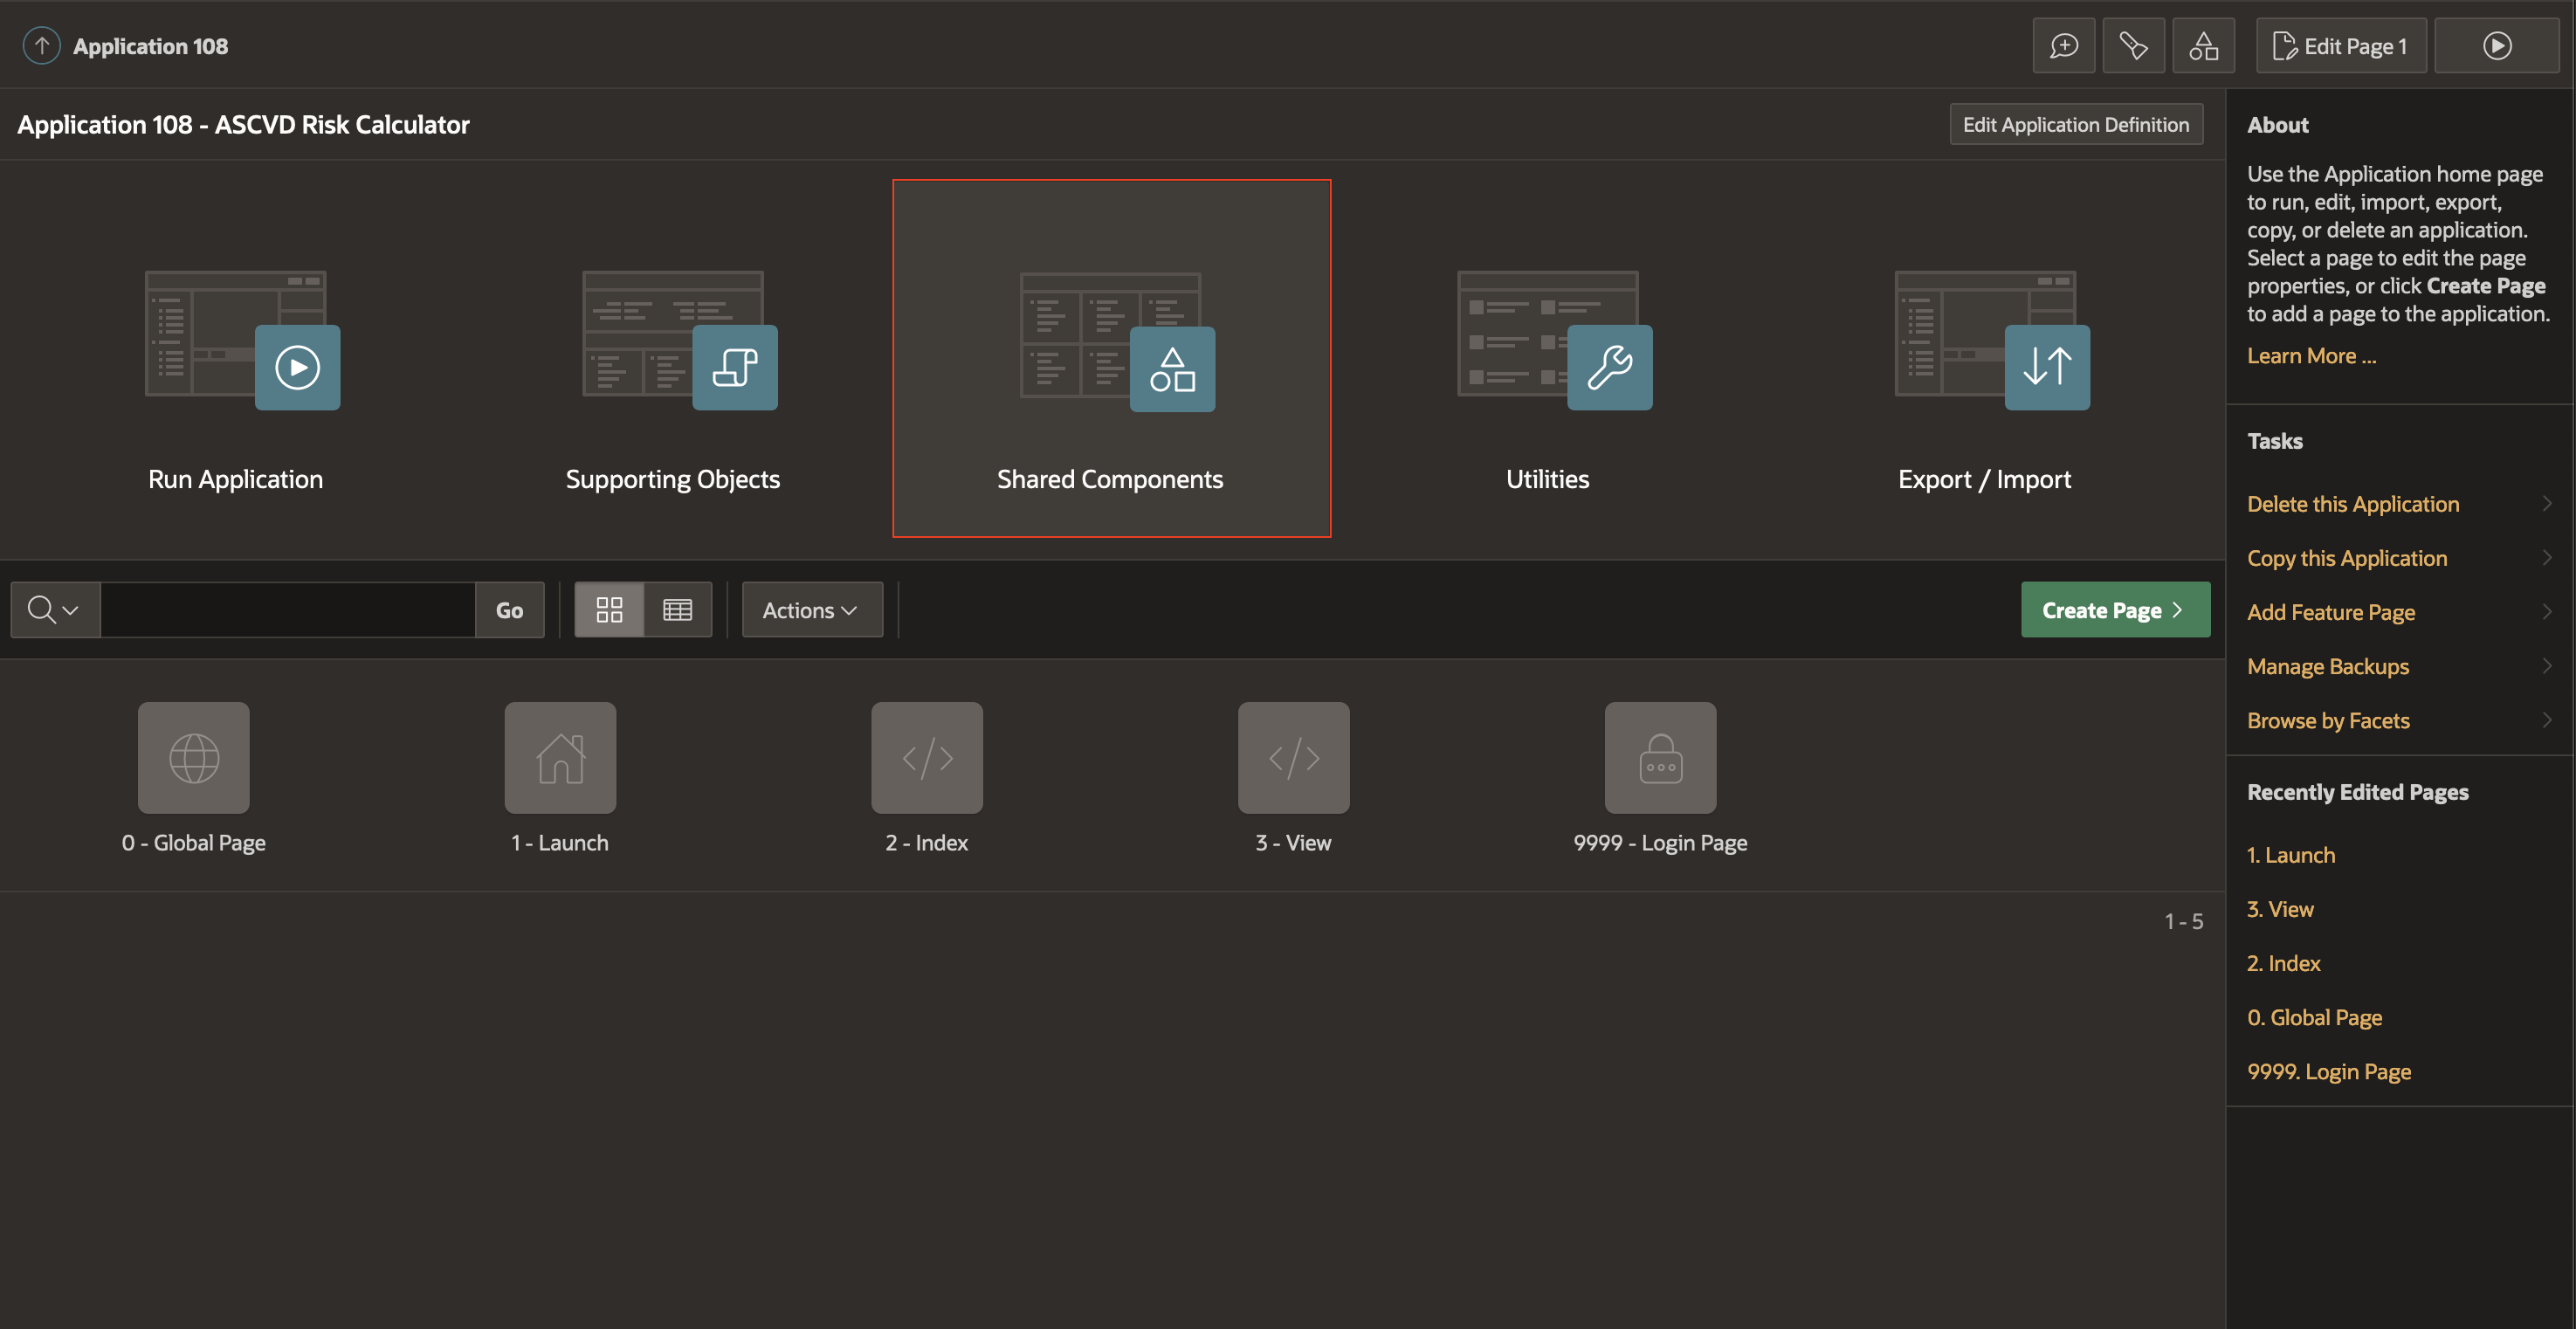 Application 108
Edit Page 1
Application 108 - ASCVD Risk Calculator
Edit Application Definition
Run Application
Supporting Objects
Shared Components
Utilities
Export / Import
Go
Actions
Create Page
0 - Global Page
1 - Launch
2 - Index
3 - View
9999 - Login Page
1 - 5
About
Use the Application home page
to run, edit, import, export,
copy, or delete an application.
Select a page to edit the page
properties, or click Create Page
to add a page to the application.
Learn More ...
Tasks
Delete this Application
Copy this Application
Add Feature Page
Manage Backups
Browse by Facets
Recently Edited Pages
1. Launch
3. View
2. Index
0. Global Page
9999. Login Page